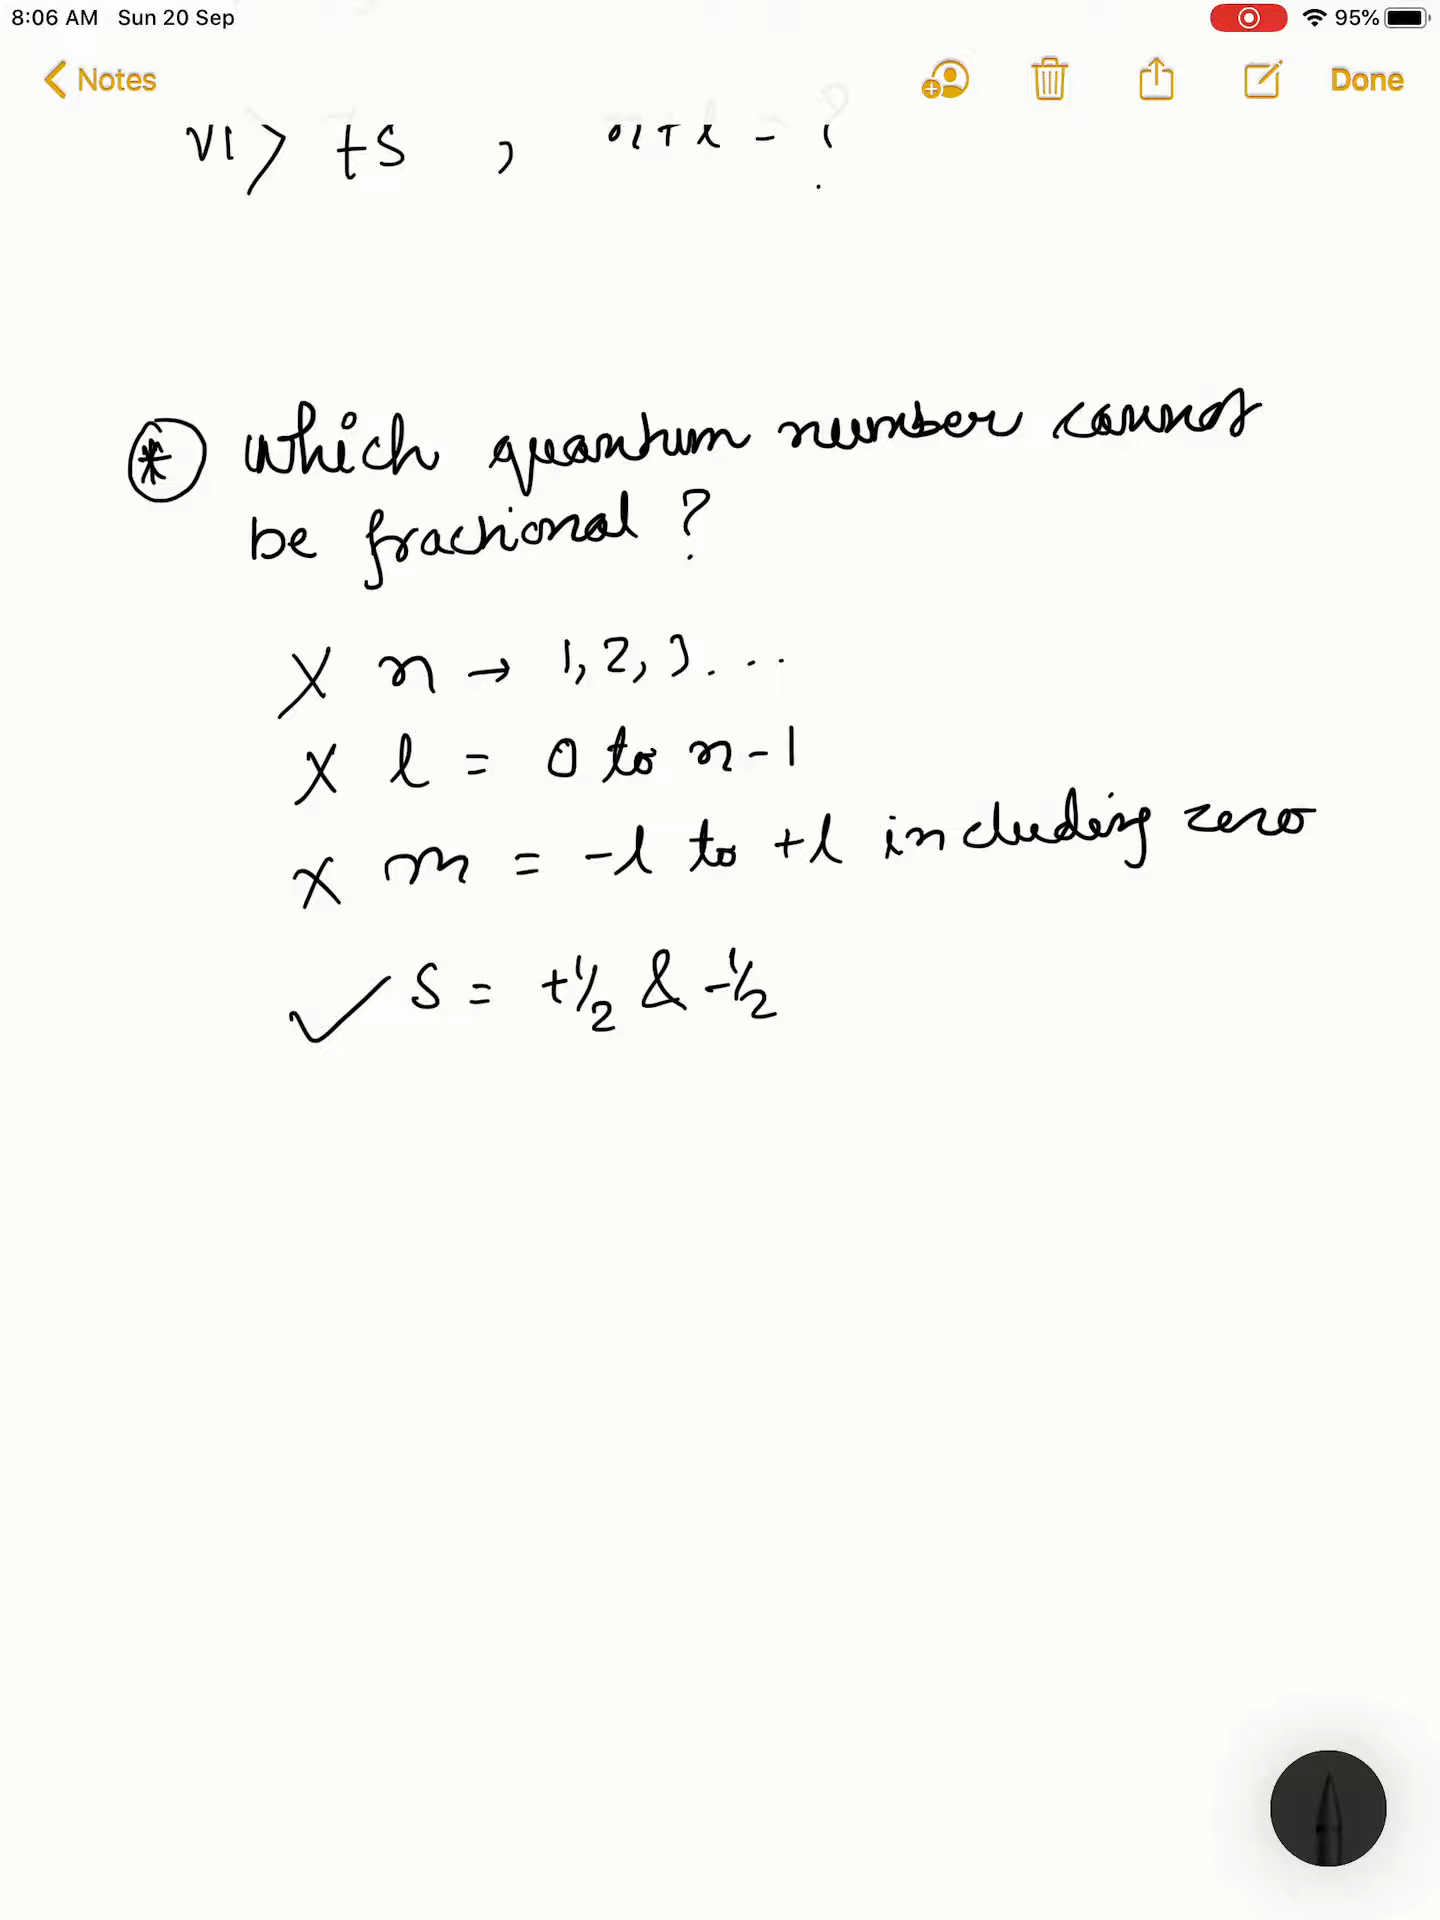 8:06 AM Sun 20 Sep 95%
Notes Done
VI> ts ,
* which quantum number cannot
be fractional ?
X n → 1, 2, 3. ...
X l = 0 to n-1
X m = -l to +l including zero
✓ s = +1/2 & -1/2